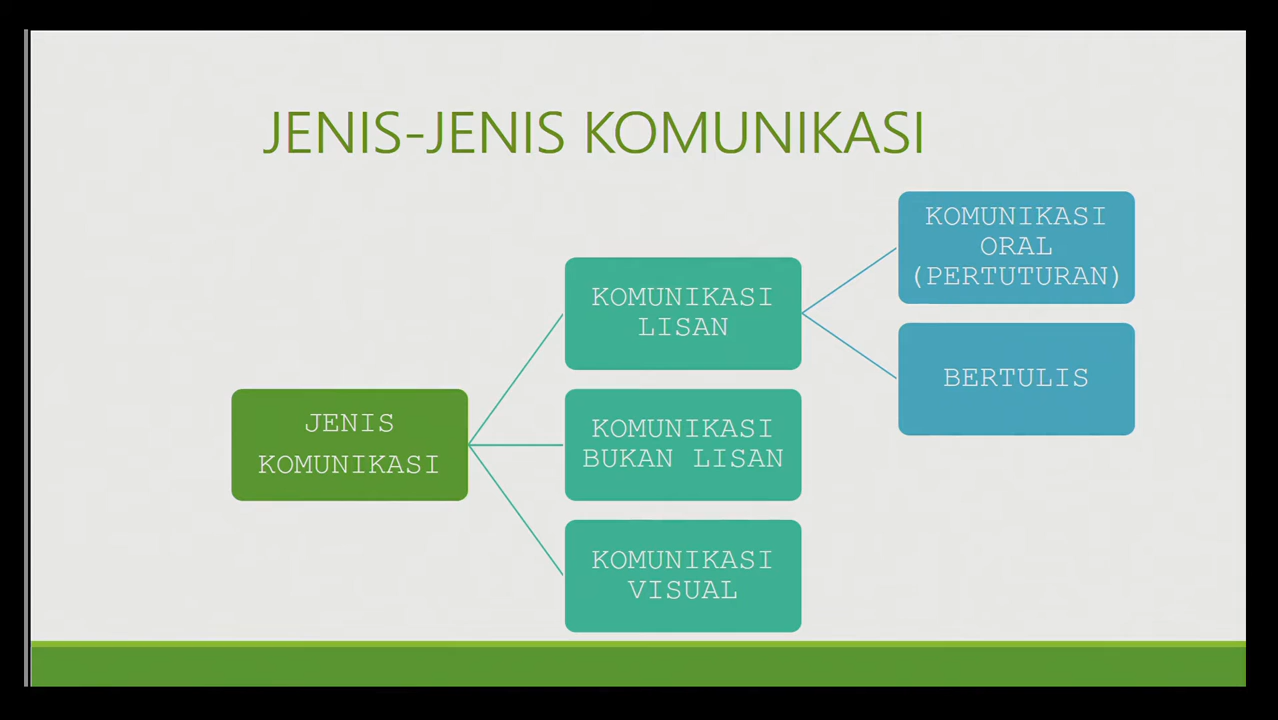 JENIS-JENIS KOMUNIKASI
JENIS
KOMUNIKASI
KOMUNIKASI
LISAN
KOMUNIKASI
ORAL
(PERTUTURAN)
BERTULIS
KOMUNIKASI
BUKAN LISAN
KOMUNIKASI
VISUAL